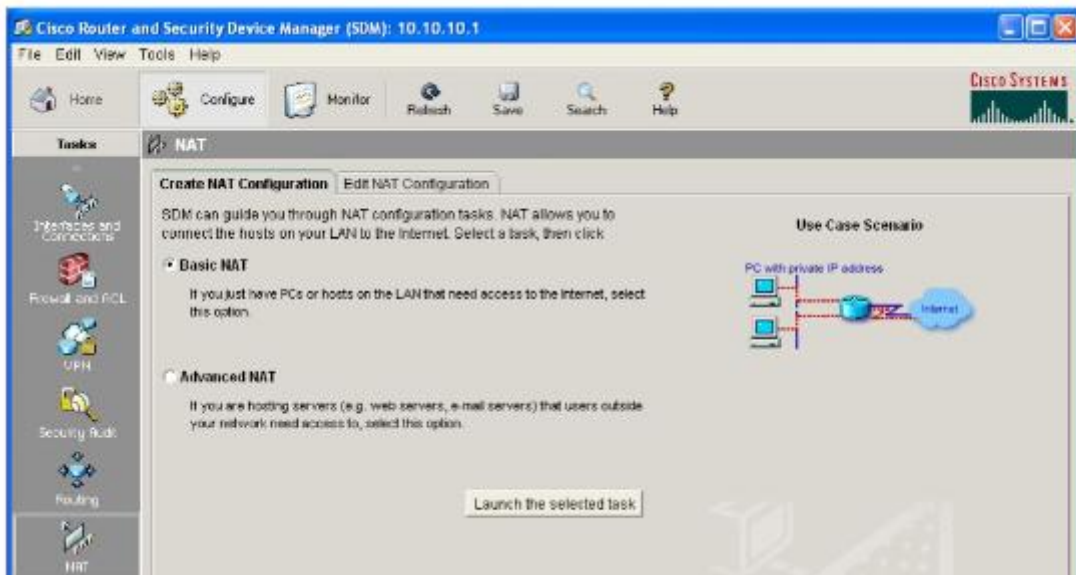 Cisco Router and Security Device Manager (SDM): 10.10.10.1
File Edit View Tools Help
Home
Configure
Monitor
Refresh
Save
Search
Help
CISCO SYSTEMS
Tasks
NAT
Interfaces and Connections
Firewall and ACL
VPN
Security Audit
Routing
NAT
Create NAT Configuration
Edit NAT Configuration
SDM can guide you through NAT configuration tasks. NAT allows you to
connect the hosts on your LAN to the Internet. Select a task, then click
Basic NAT
If you just have PCs or hosts on the LAN that need access to the Internet, select
this option.
Advanced NAT
If you are hosting servers (e.g. web servers, e-mail servers) that users outside
your network need access to, select this option.
Launch the selected task
Use Case Scenario
PC with private IP address
Internet